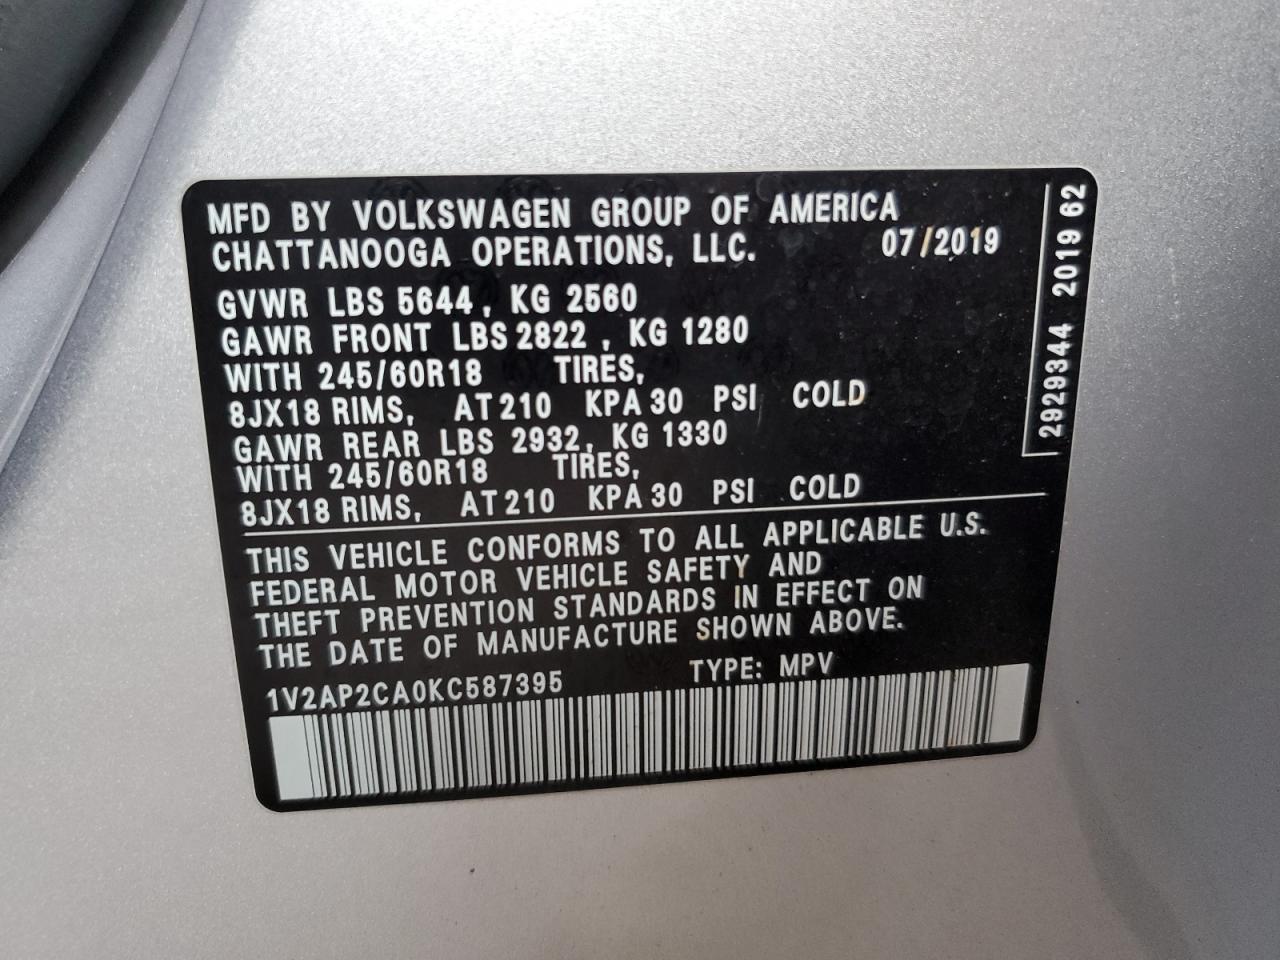 MFD BY VOLKSWAGEN GROUP OF AMERICA
CHATTANOOGA OPERATIONS, LLC. 07/2019
GVWR LBS 5644, KG 2560
GAWR FRONT LBS 2822 , KG 1280
WITH 245/60R18 TIRES,
8JX18 RIMS, AT 210 KPA 30 PSI COLD
GAWR REAR LBS 2932, KG 1330
WITH 245/60R18 TIRES,
8JX18 RIMS, AT 210 KPA 30 PSI COLD
THIS VEHICLE CONFORMS TO ALL APPLICABLE U.S.
FEDERAL MOTOR VEHICLE SAFETY AND
THEFT PREVENTION STANDARDS IN EFFECT ON
THE DATE OF MANUFACTURE SHOWN ABOVE.
1V2AP2CA0KC587395 TYPE: MPV
2929344 2019 62